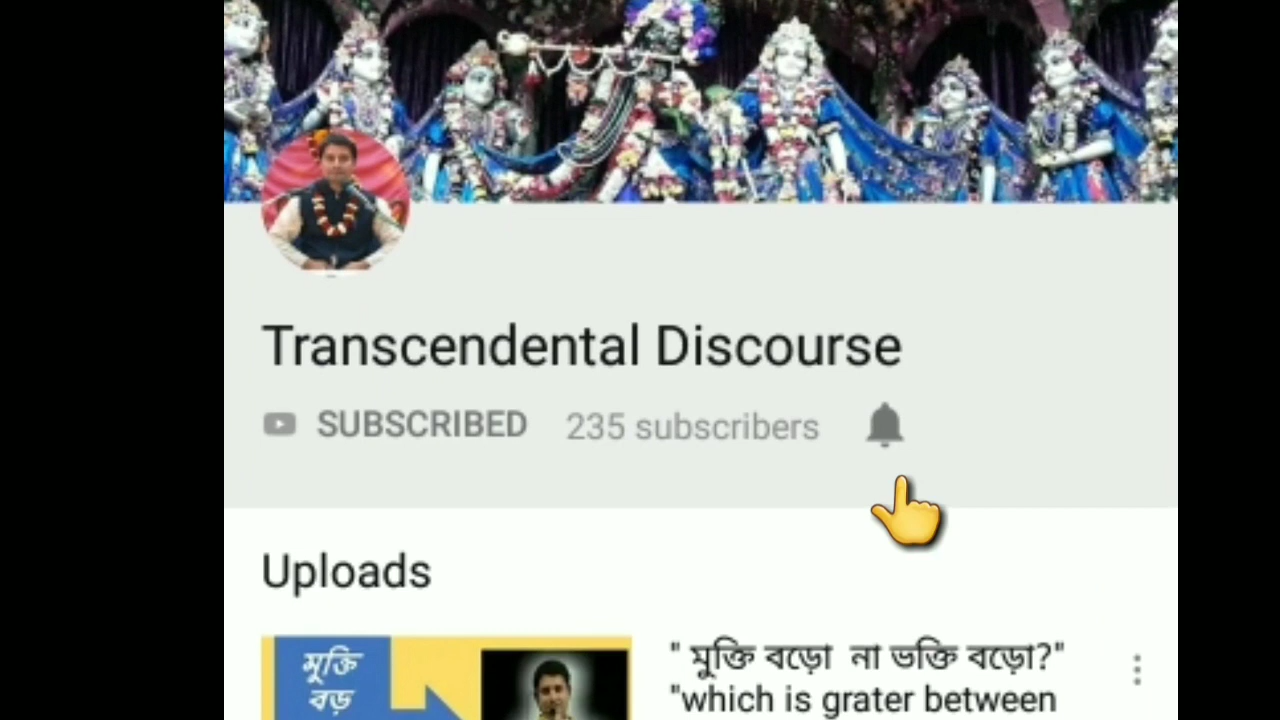 Transcendental Discourse
SUBSCRIBED 235 subscribers
Uploads
মুক্তি
বড়
" মুক্তি বড়ো না ভক্তি বড়ো?"
"which is grater between